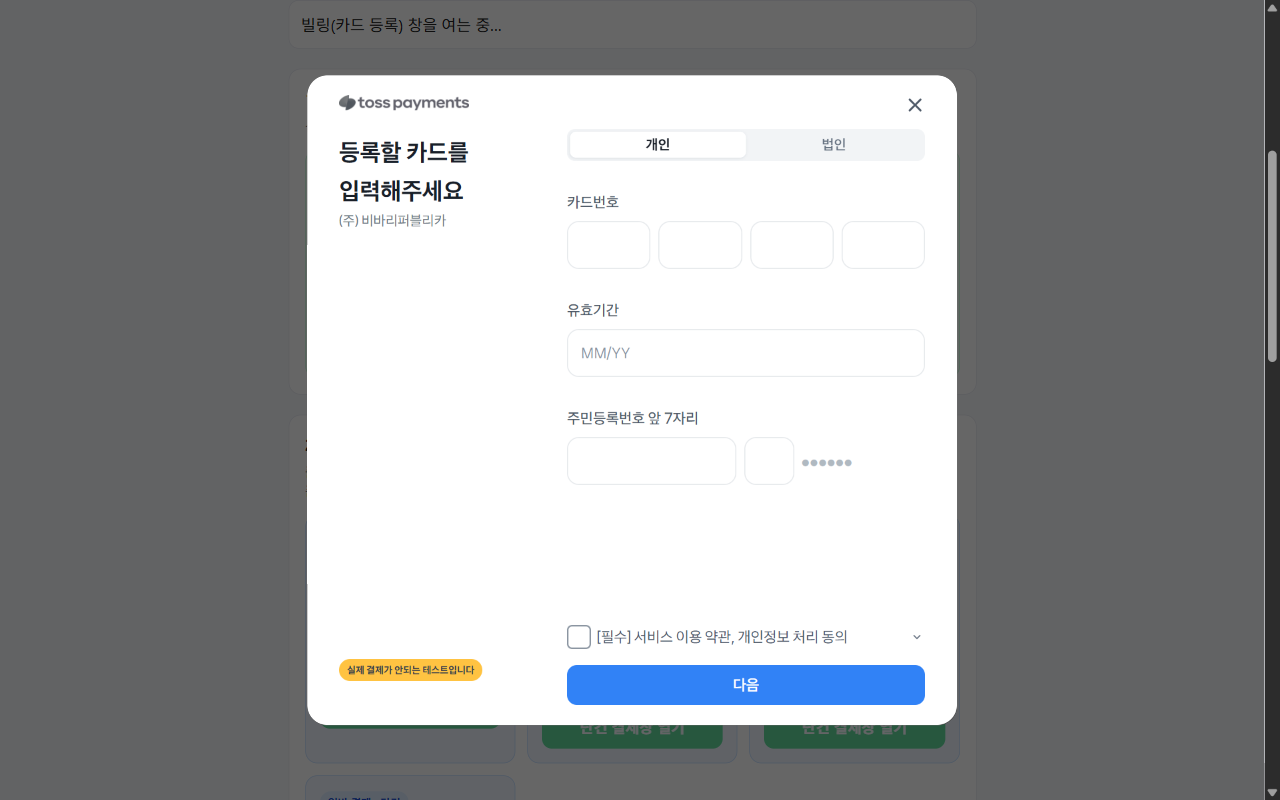 빌링(카드 등록) 창을 여는 중...
toss payments
등록할 카드를
입력해주세요
(주) 비바리퍼블리카
개인
법인
카드번호
유효기간
MM/YY
주민등록번호 앞 7자리
••••••
[필수] 서비스 이용 약관, 개인정보 처리 동의
실제 결제가 안되는 테스트입니다
다음